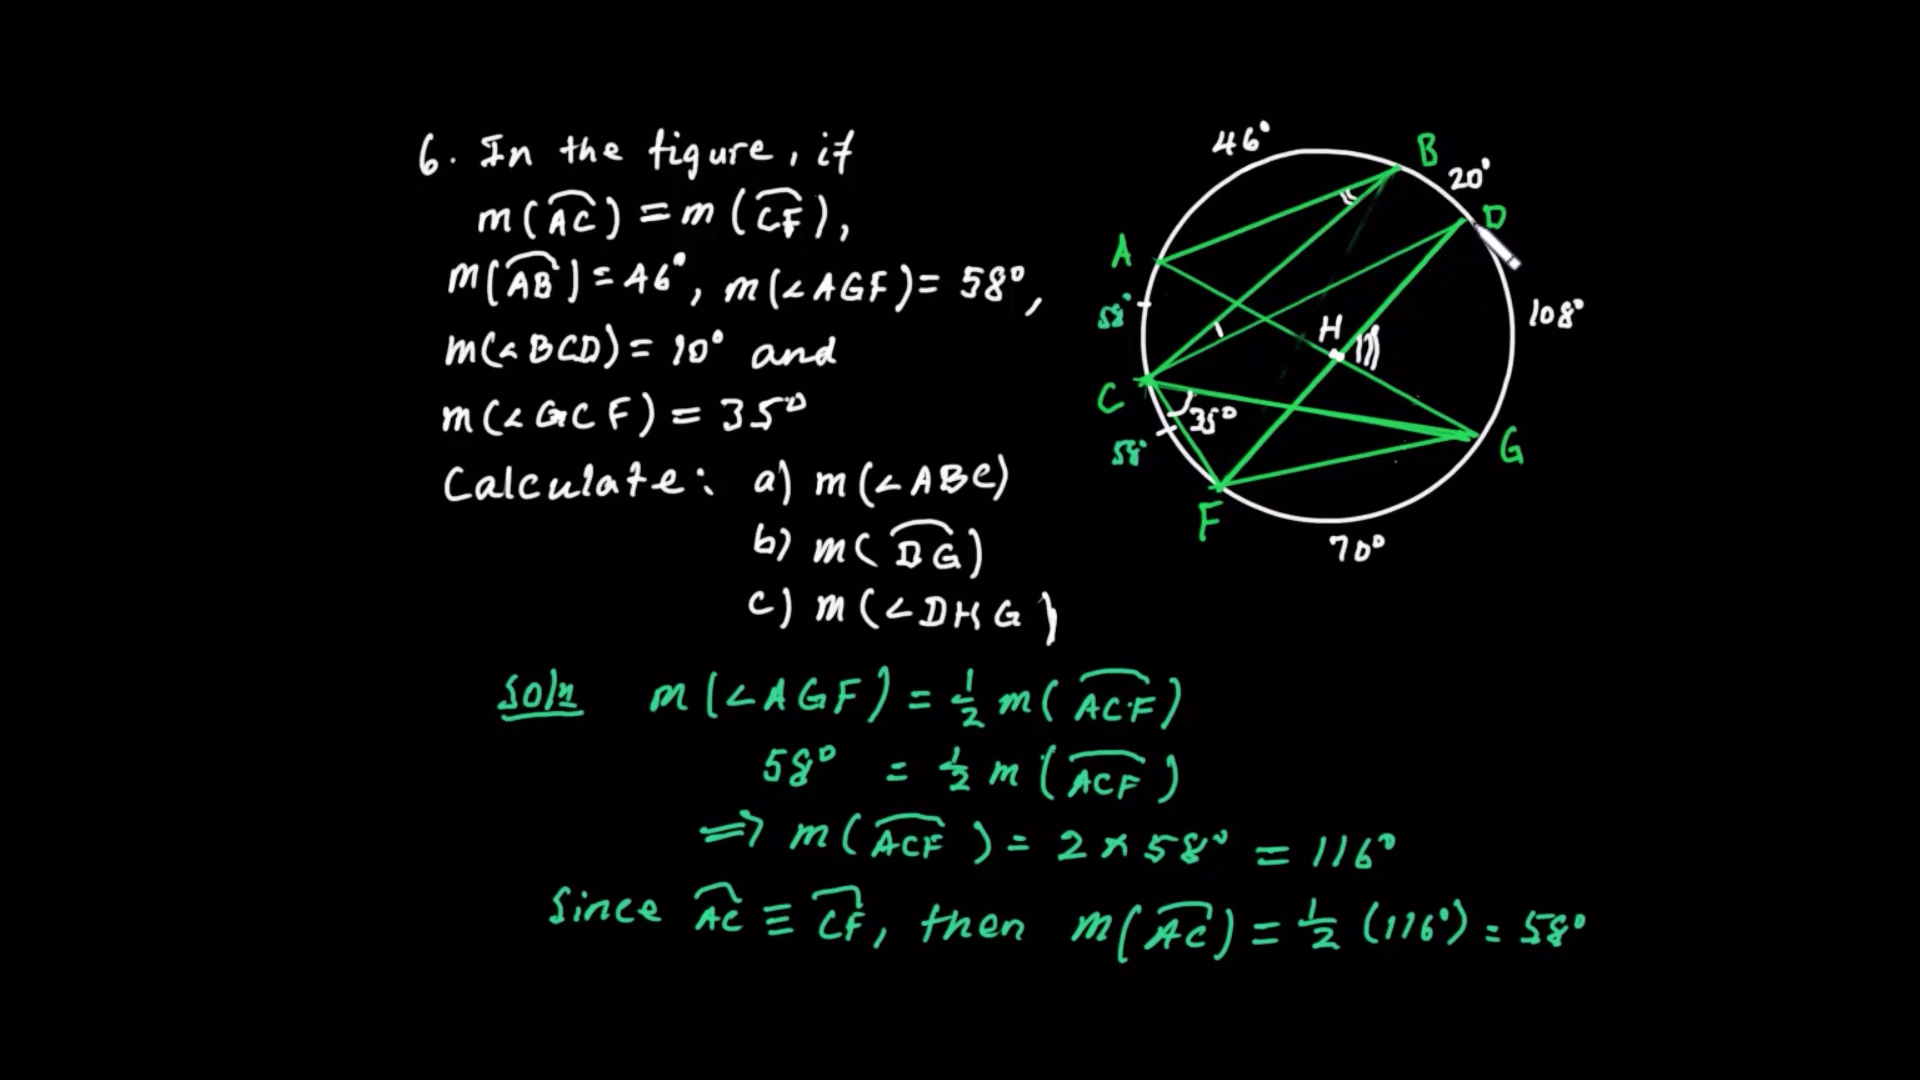 6. In the figure, if
m(AC) = m(CF),
m(AB) = 46°, m(∠AGF) = 58°,
m(∠BCD) = 10° and
m(∠GCF) = 35°
Calculate: a) m(∠ABC)
b) m(DG)
c) m(∠DHG)
46°
B
20°
D
A
58°
H
108°
C
35°
58°
G
F
70°
Soln m(∠AGF) = 1/2 m(ACF)
58° = 1/2 m(ACF)
⇒ m(ACF) = 2 × 58° = 116°
Since AC ≡ CF, then m(AC) = 1/2 (116°) = 58°